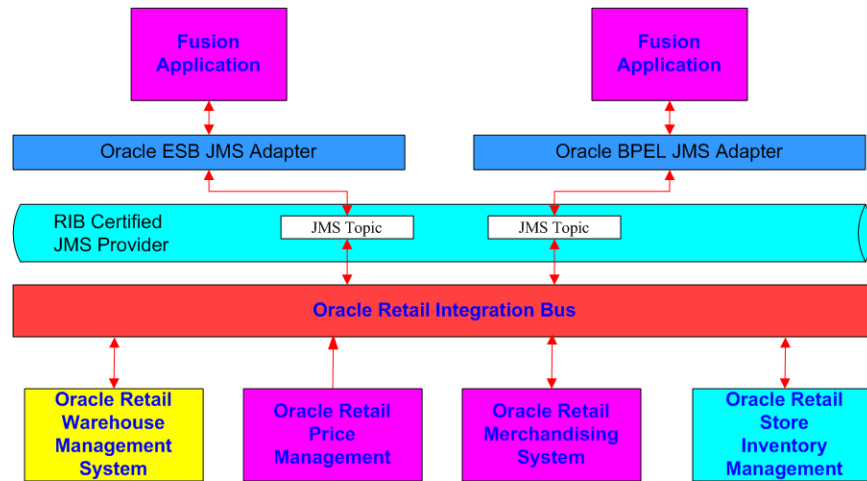 Fusion
Application
Fusion
Application
Oracle ESB JMS Adapter
Oracle BPEL JMS Adapter
RIB Certified
JMS Provider
JMS Topic
JMS Topic
Oracle Retail Integration Bus
Oracle Retail
Warehouse
Management
System
Oracle Retail
Price
Management
Oracle Retail
Merchandising
System
Oracle Retail
Store
Inventory
Management